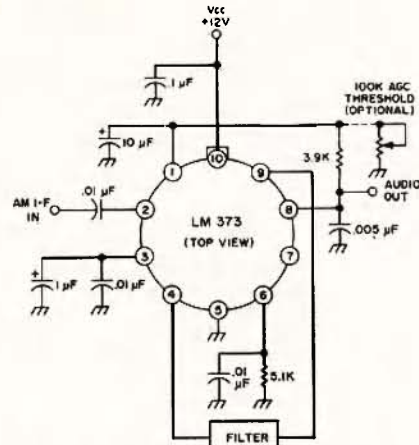 Vcc
+12V
.1 µF
100K AGC
THRESHOLD
(OPTIONAL)
+
10 µF
3.9K
10
1
9
.01 µF
AUDIO
OUT
AM I-F
IN
2
8
LM 373
(TOP VIEW)
.005 µF
3
7
+
1 µF
.01 µF
4
6
5
.01
µF
5.1K
FILTER